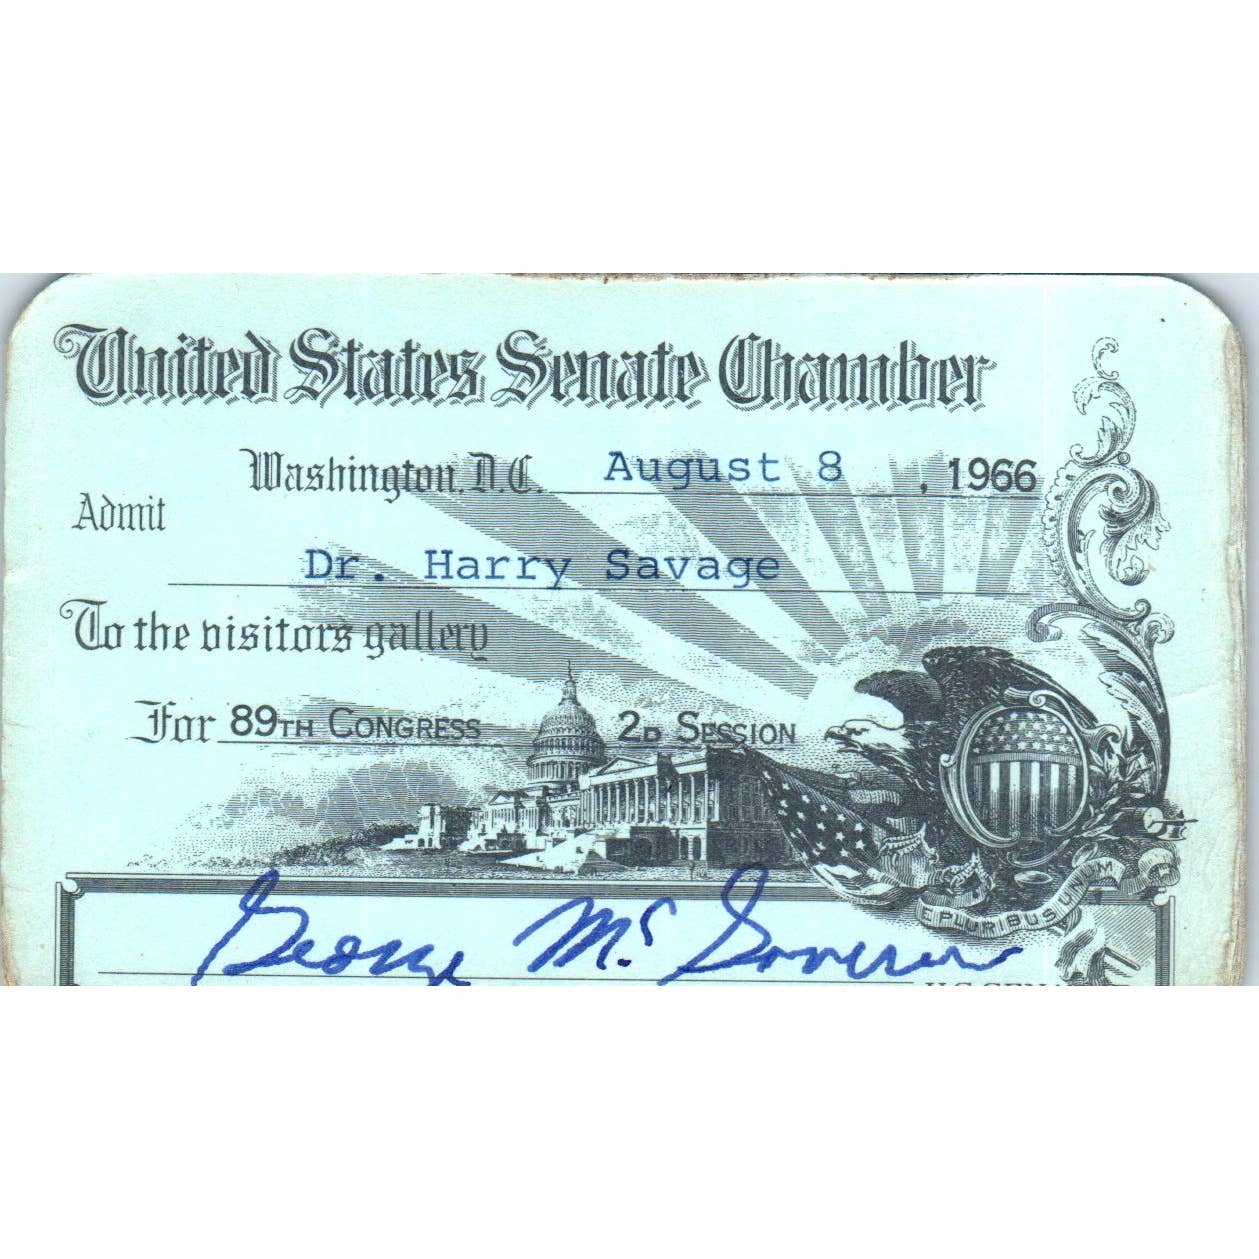 United States Senate Chamber
Washington, D.C. August 8, 1966
Admit
Dr. Harry Savage
To the visitors gallery
For 89TH CONGRESS 2D SESSION
E PLURIBUS UNUM
George McGovern